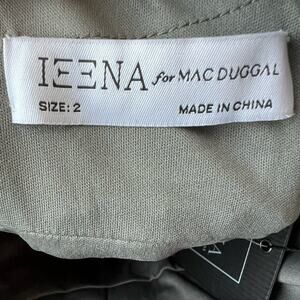 IEENA for MAC DUGGAL
SIZE: 2 MADE IN CHINA